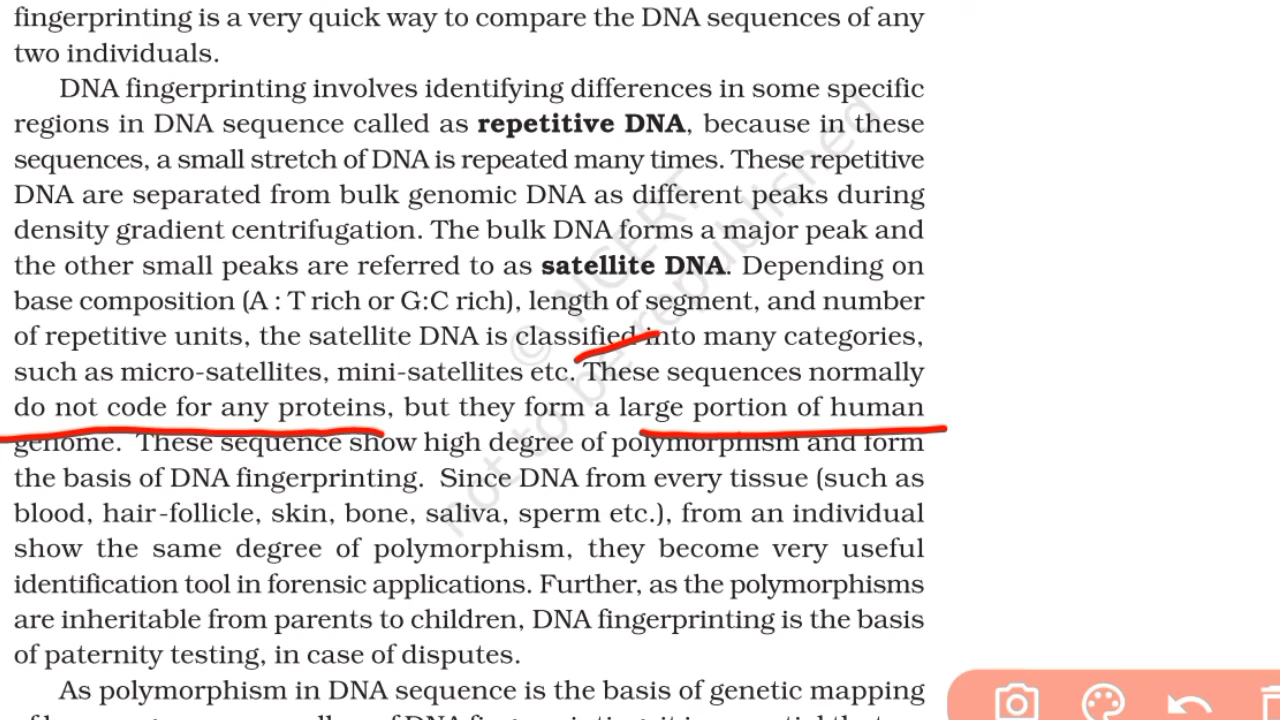 fingerprinting is a very quick way to compare the DNA sequences of any
two individuals.
DNA fingerprinting involves identifying differences in some specific
regions in DNA sequence called as repetitive DNA, because in these
sequences, a small stretch of DNA is repeated many times. These repetitive
DNA are separated from bulk genomic DNA as different peaks during
density gradient centrifugation. The bulk DNA forms a major peak and
the other small peaks are referred to as satellite DNA. Depending on
base composition (A : T rich or G:C rich), length of segment, and number
of repetitive units, the satellite DNA is classified into many categories,
such as micro-satellites, mini-satellites etc. These sequences normally
do not code for any proteins, but they form a large portion of human
genome. These sequence show high degree of polymorphism and form
the basis of DNA fingerprinting. Since DNA from every tissue (such as
blood, hair-follicle, skin, bone, saliva, sperm etc.), from an individual
show the same degree of polymorphism, they become very useful
identification tool in forensic applications. Further, as the polymorphisms
are inheritable from parents to children, DNA fingerprinting is the basis
of paternity testing, in case of disputes.
As polymorphism in DNA sequence is the basis of genetic mapping
© NCERT
not to be republished